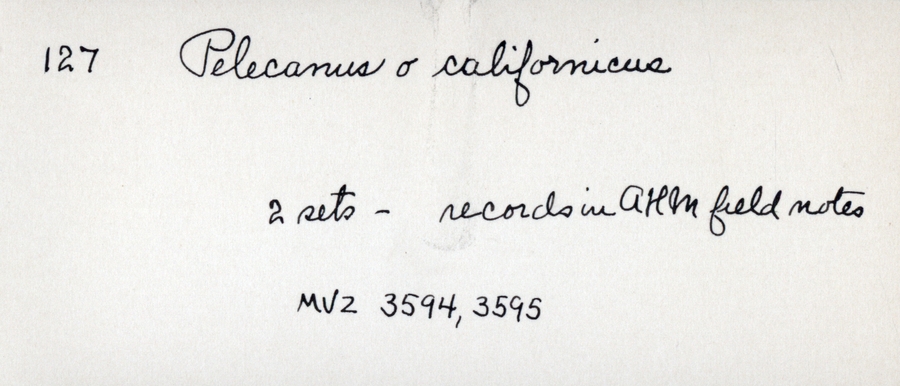 127 Pelecanus o californicus
2 sets - records in AHM field notes
MVZ 3594, 3595